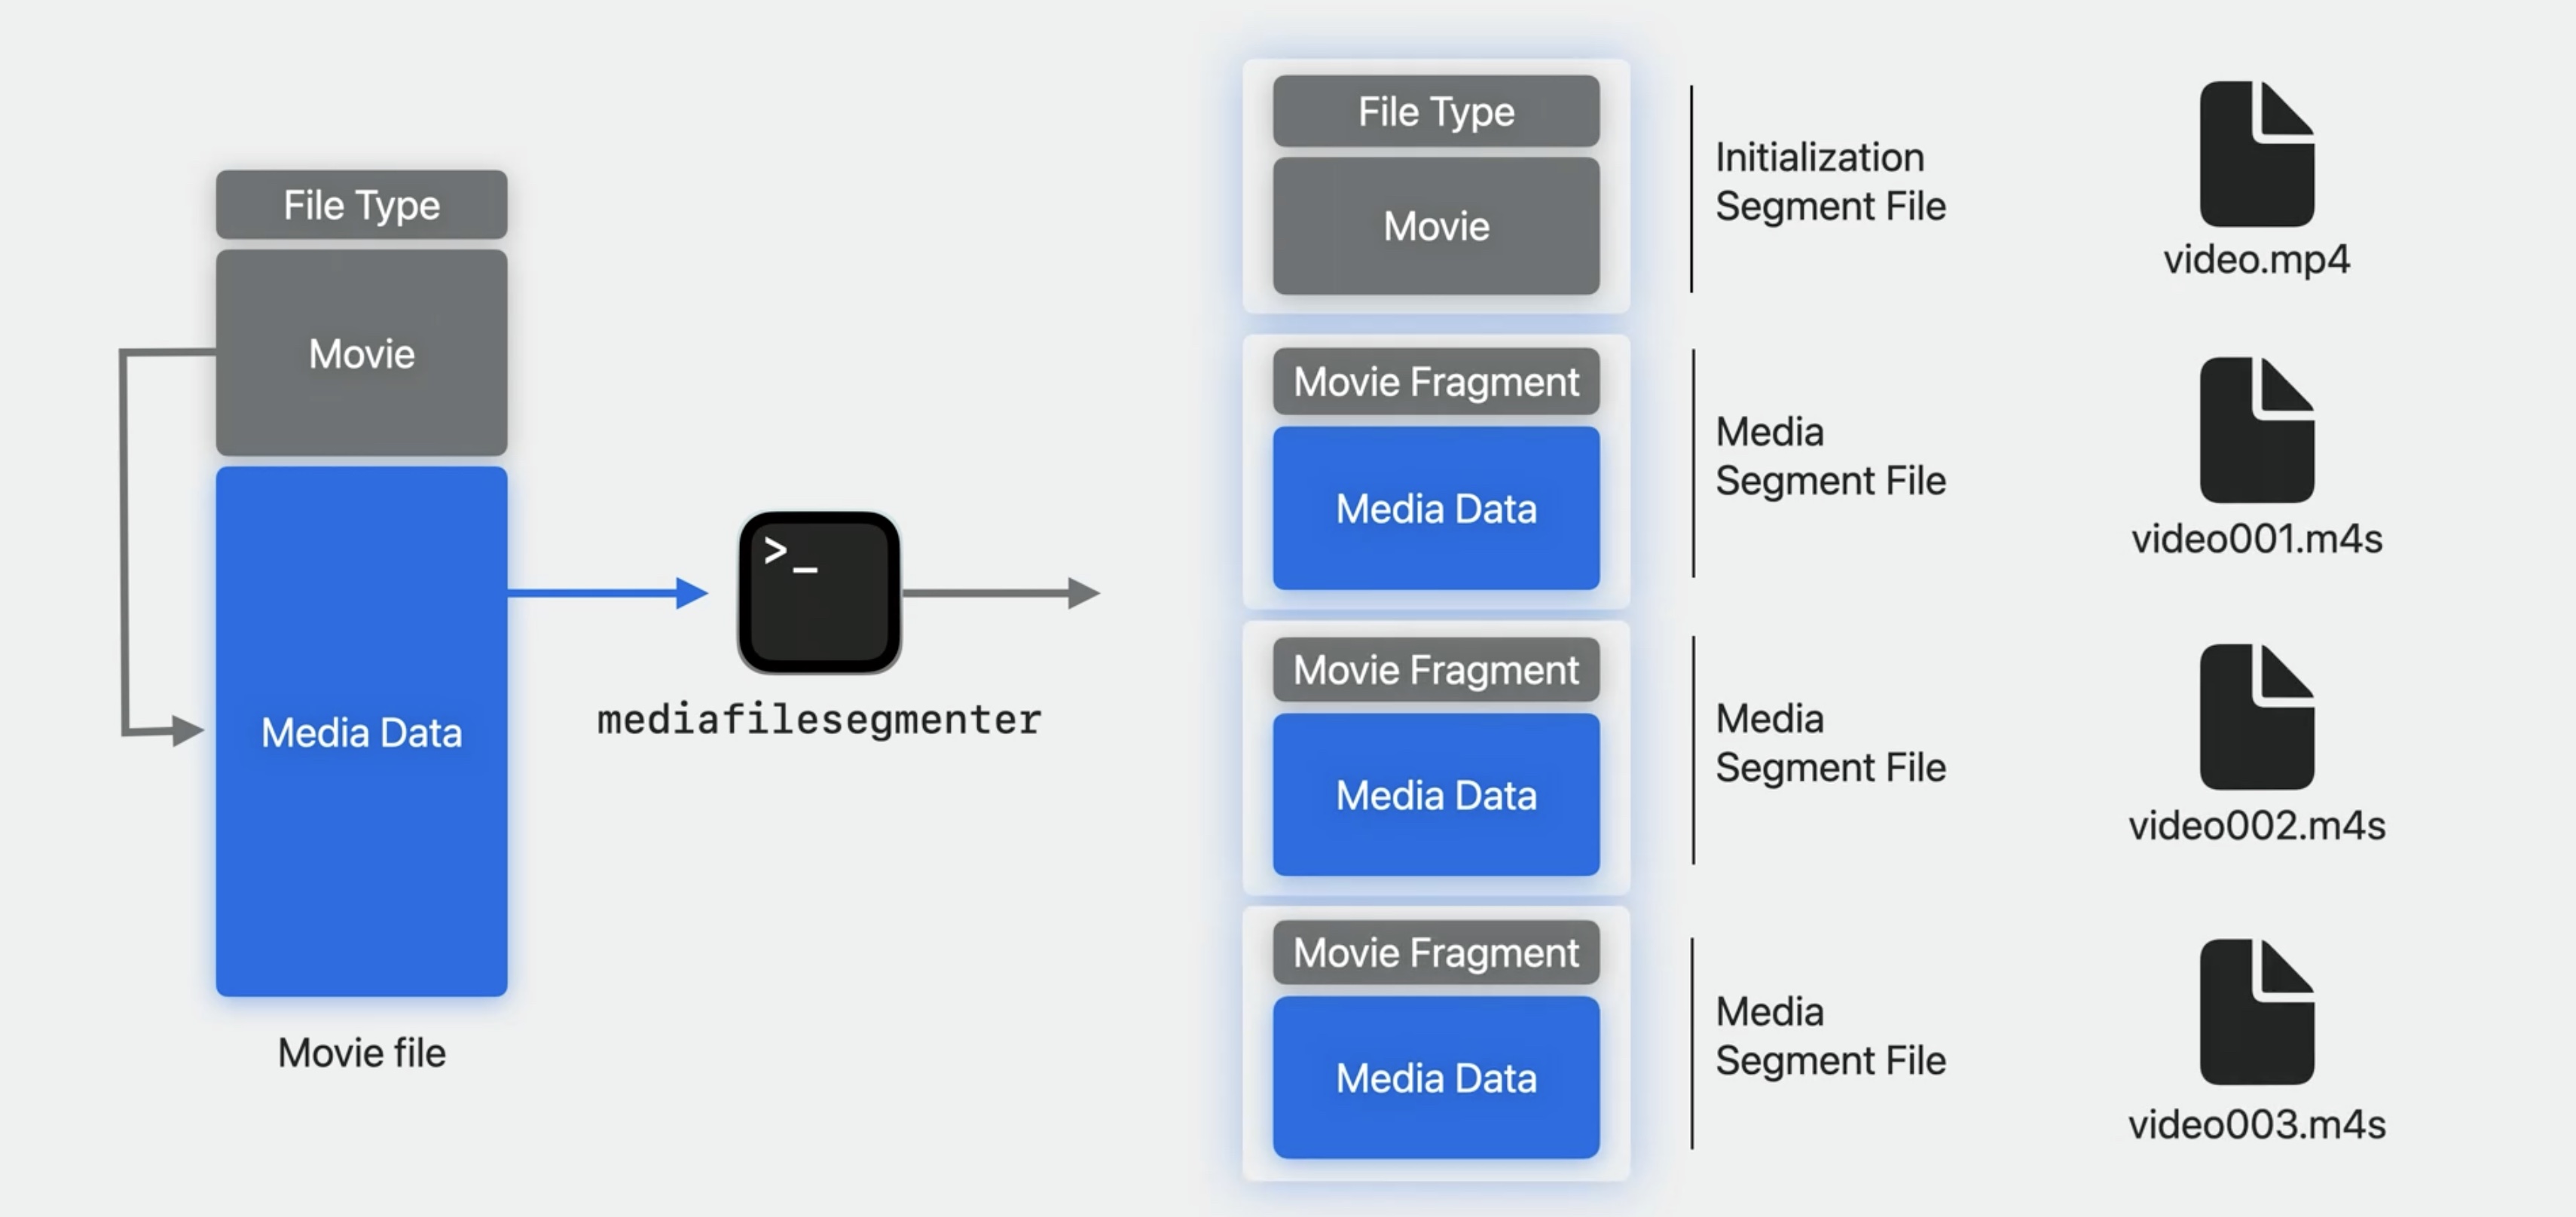 File Type
Movie
Media Data
Movie file
>_
mediafilesegmenter
File Type
Movie
Initialization
Segment File
video.mp4
Movie Fragment
Media Data
Media
Segment File
video001.m4s
Movie Fragment
Media Data
Media
Segment File
video002.m4s
Movie Fragment
Media Data
Media
Segment File
video003.m4s